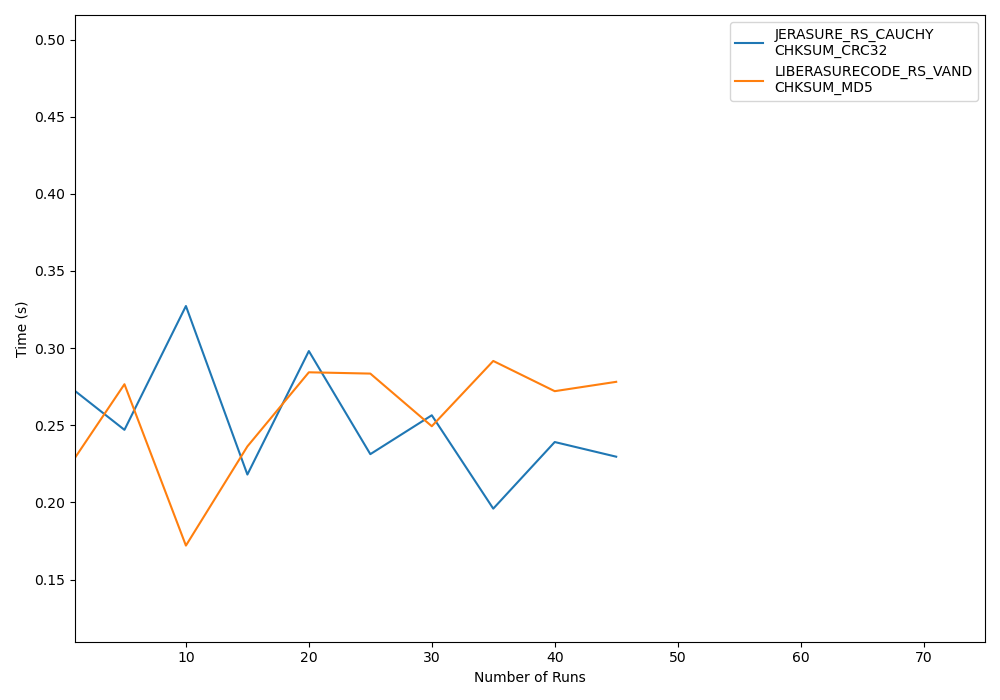 JERASURE_RS_CAUCHY
CHKSUM_CRC32
LIBERASURECODE_RS_VAND
CHKSUM_MD5
0.50
0.45
0.40
0.35
0.30
0.25
0.20
0.15
Time (s)
10 20 30 40 50 60 70
Number of Runs